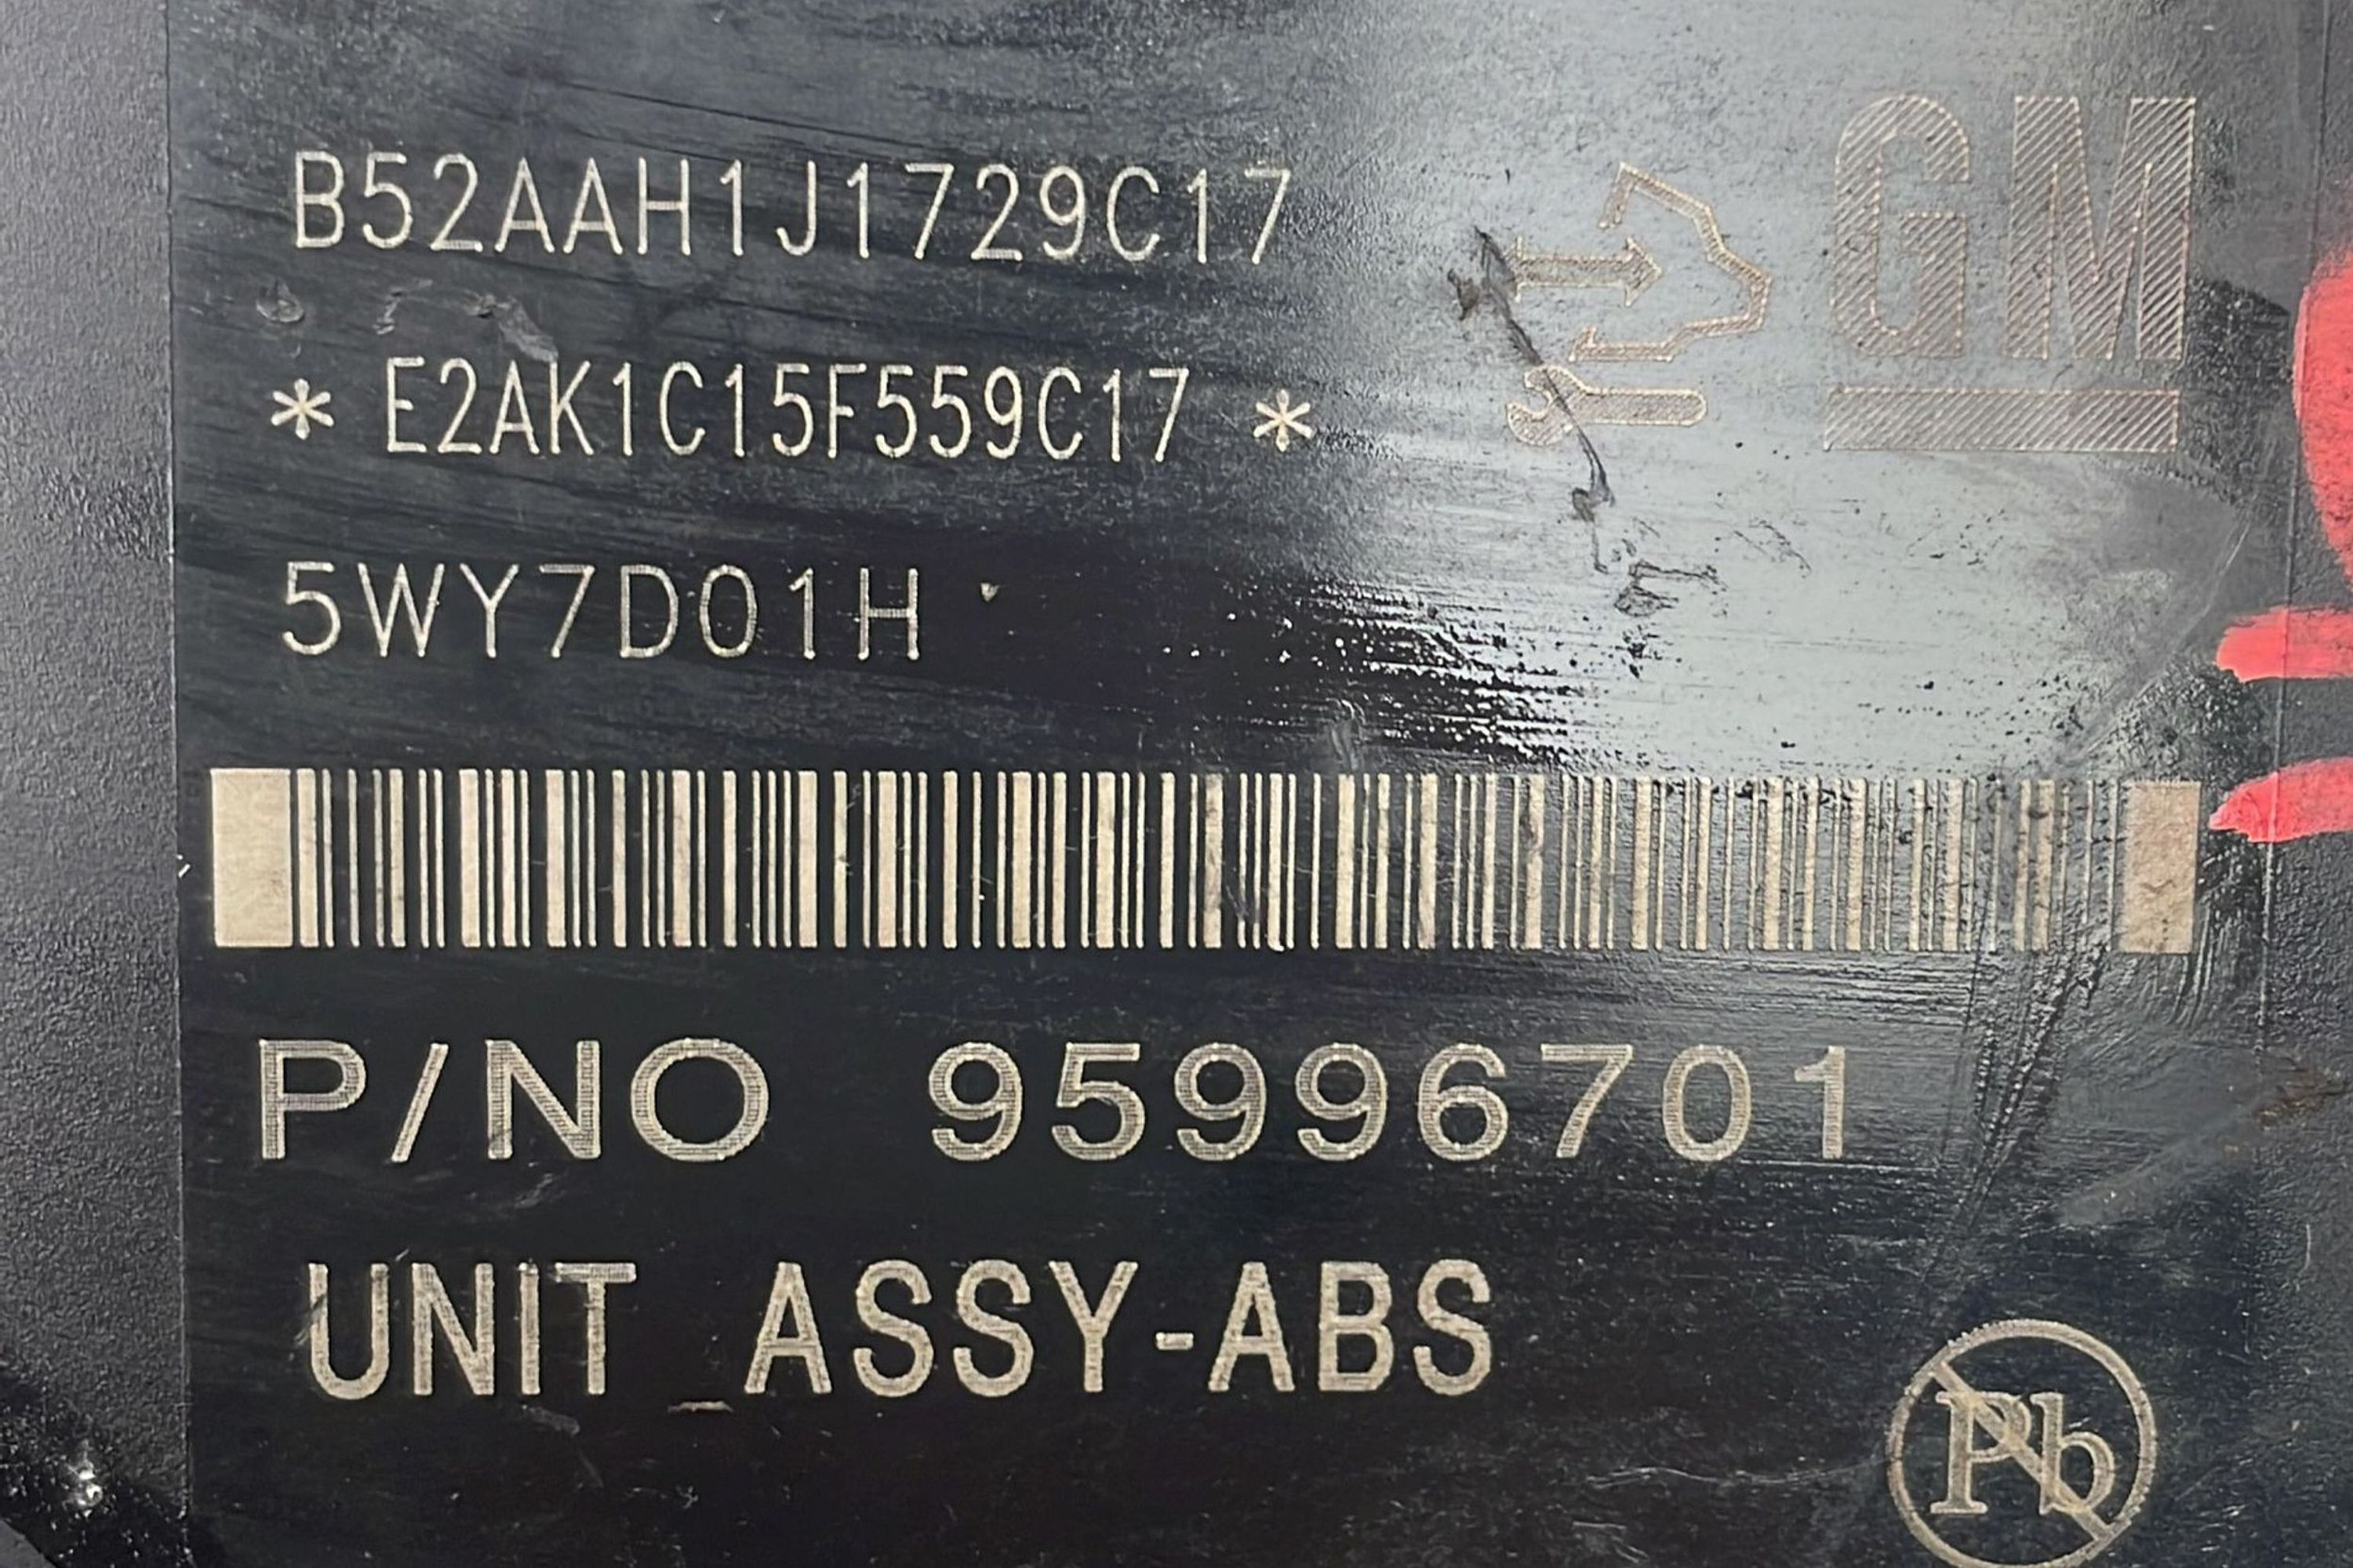 B52AAH1J1729C17
GM
* E2AK1C15F559C17 *
5WY7D01H
P/NO 95996701
UNIT ASSY-ABS
Pb